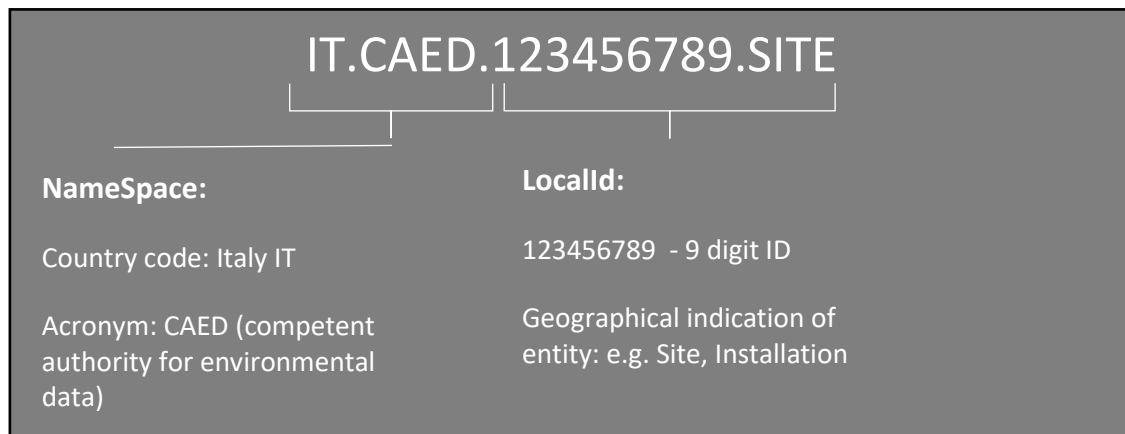 IT.CAED.123456789.SITE
NameSpace:
Country code: Italy IT
Acronym: CAED (competent
authority for environmental
data)
LocalId:
123456789 - 9 digit ID
Geographical indication of
entity: e.g. Site, Installation